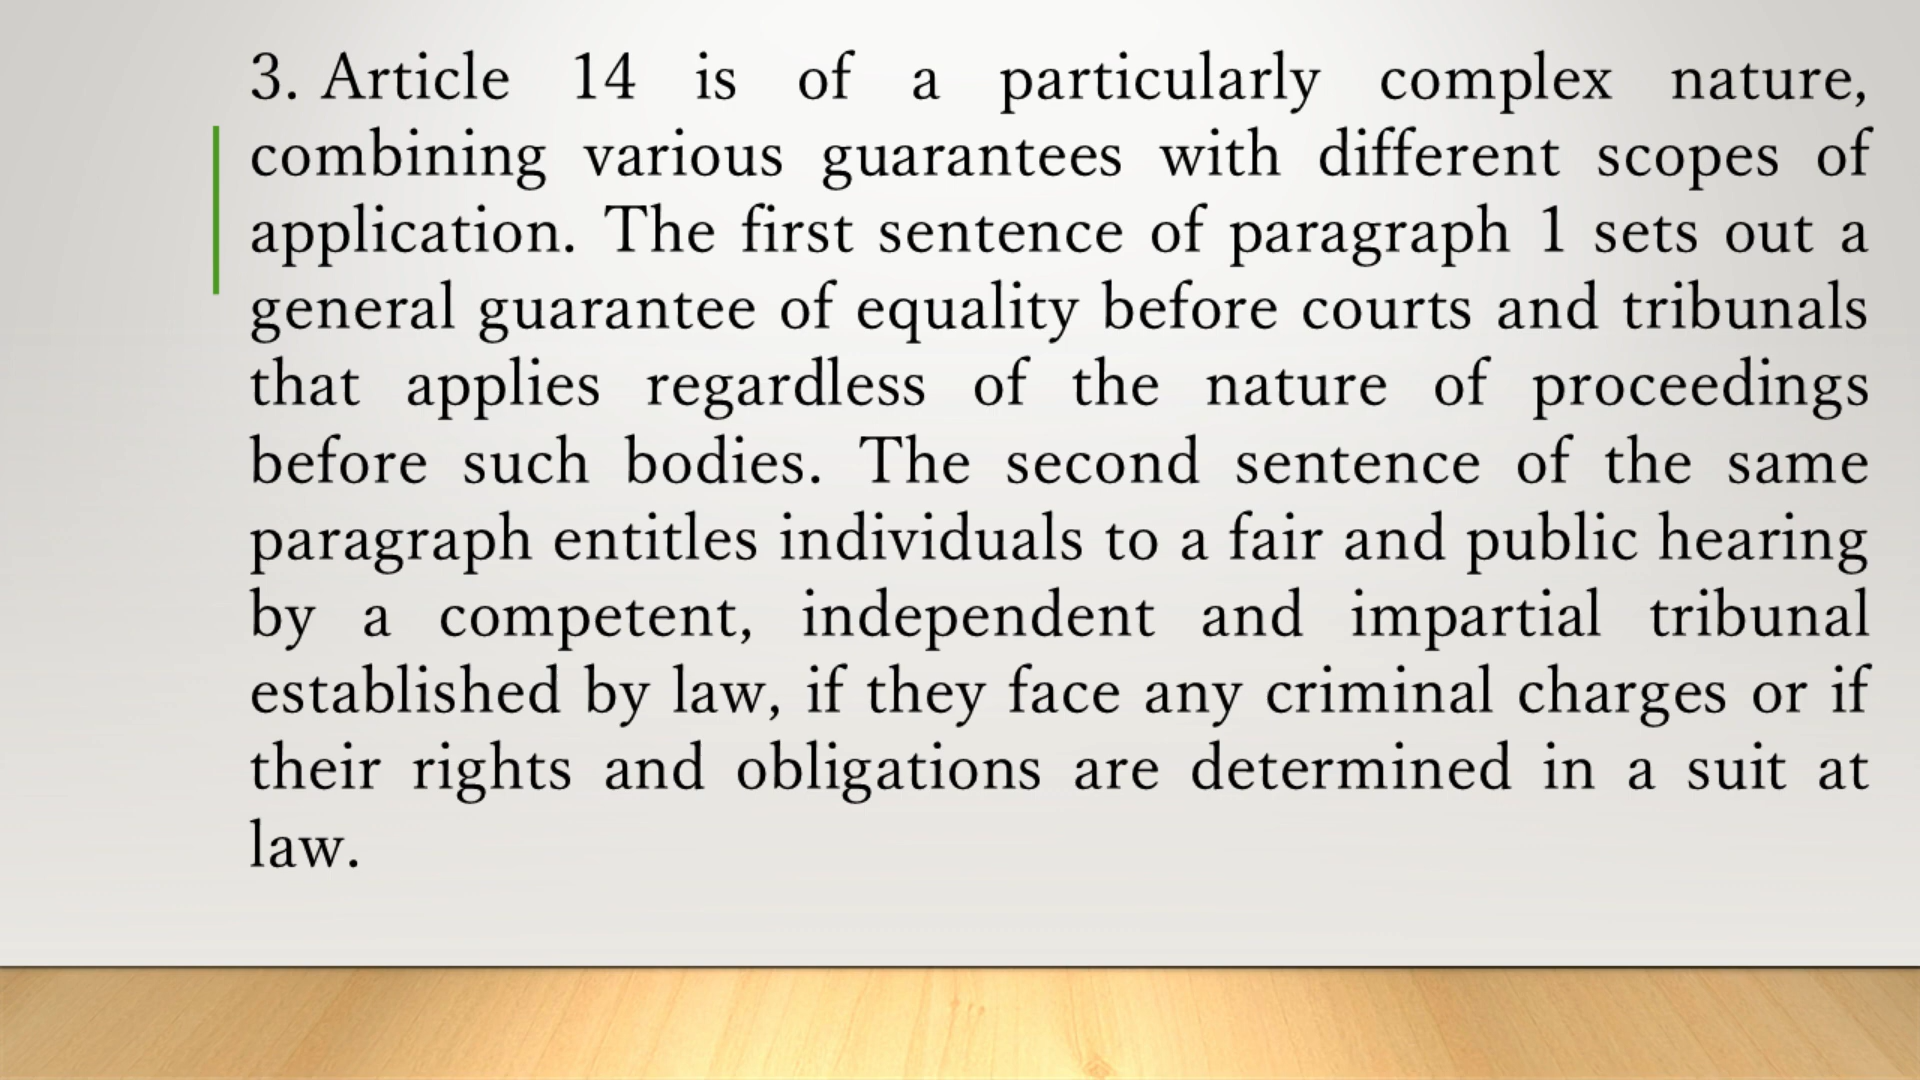 3. Article 14 is of a particularly complex nature,
combining various guarantees with different scopes of
application. The first sentence of paragraph 1 sets out a
general guarantee of equality before courts and tribunals
that applies regardless of the nature of proceedings
before such bodies. The second sentence of the same
paragraph entitles individuals to a fair and public hearing
by a competent, independent and impartial tribunal
established by law, if they face any criminal charges or if
their rights and obligations are determined in a suit at
law.